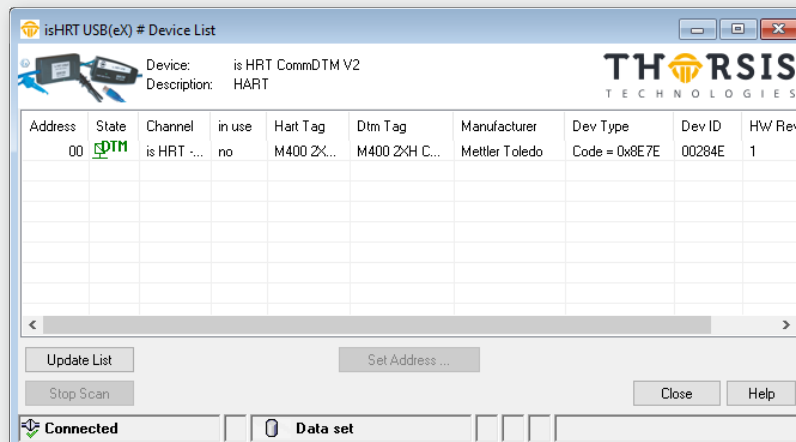 isHRT USB(eX) # Device List
Device: is HRT CommDTM V2
Description: HART
THORSIS
TECHNOLOGIES
Address State Channel in use Hart Tag Dtm Tag Manufacturer Dev Type Dev ID HW Rev
00 DTM is HRT -... no M400 2X... M400 2XH C... Mettler Toledo Code = 0x8E7E 00284E 1
Update List Set Address ...
Stop Scan Close Help
Connected Data set